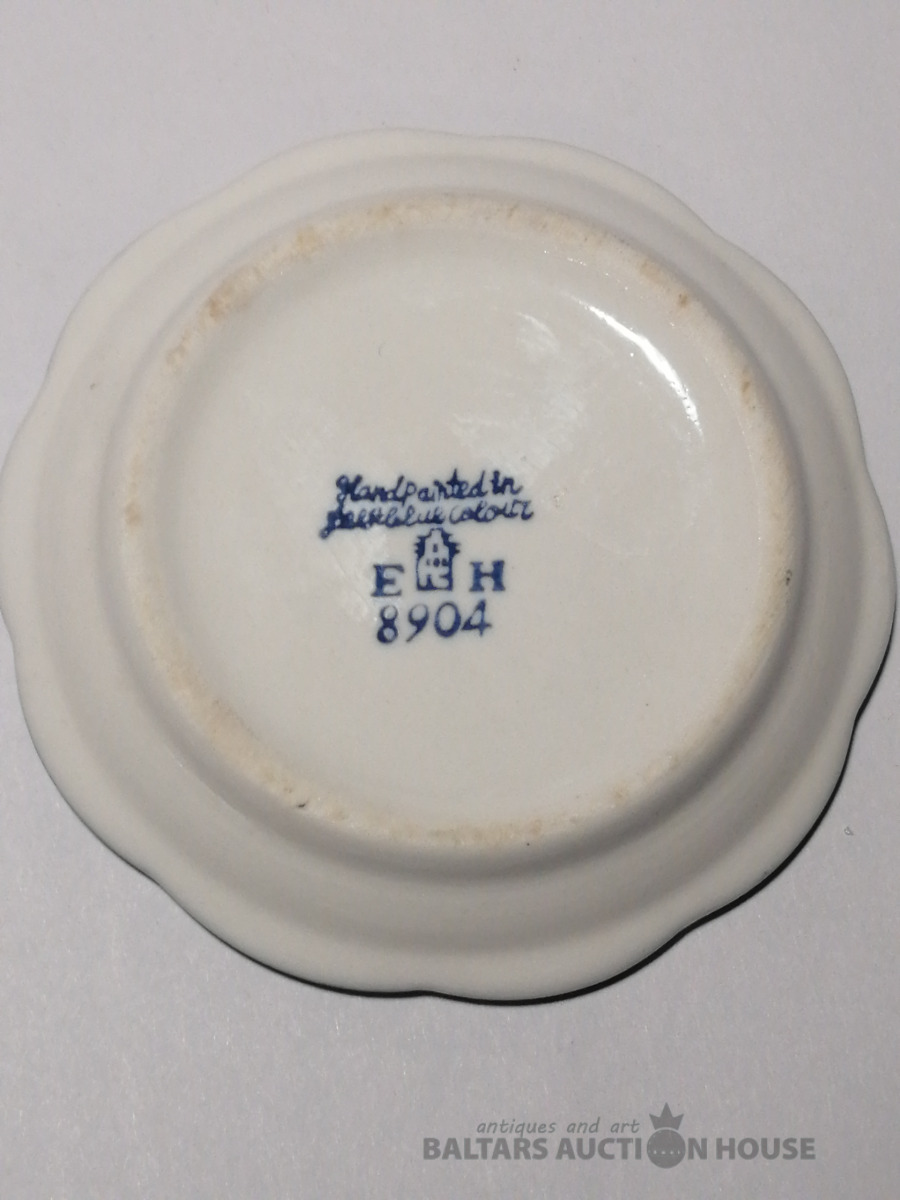 Handpainted in
Delftblue colour
E H
8904
antiques and art
BALTARS AUCTION HOUSE